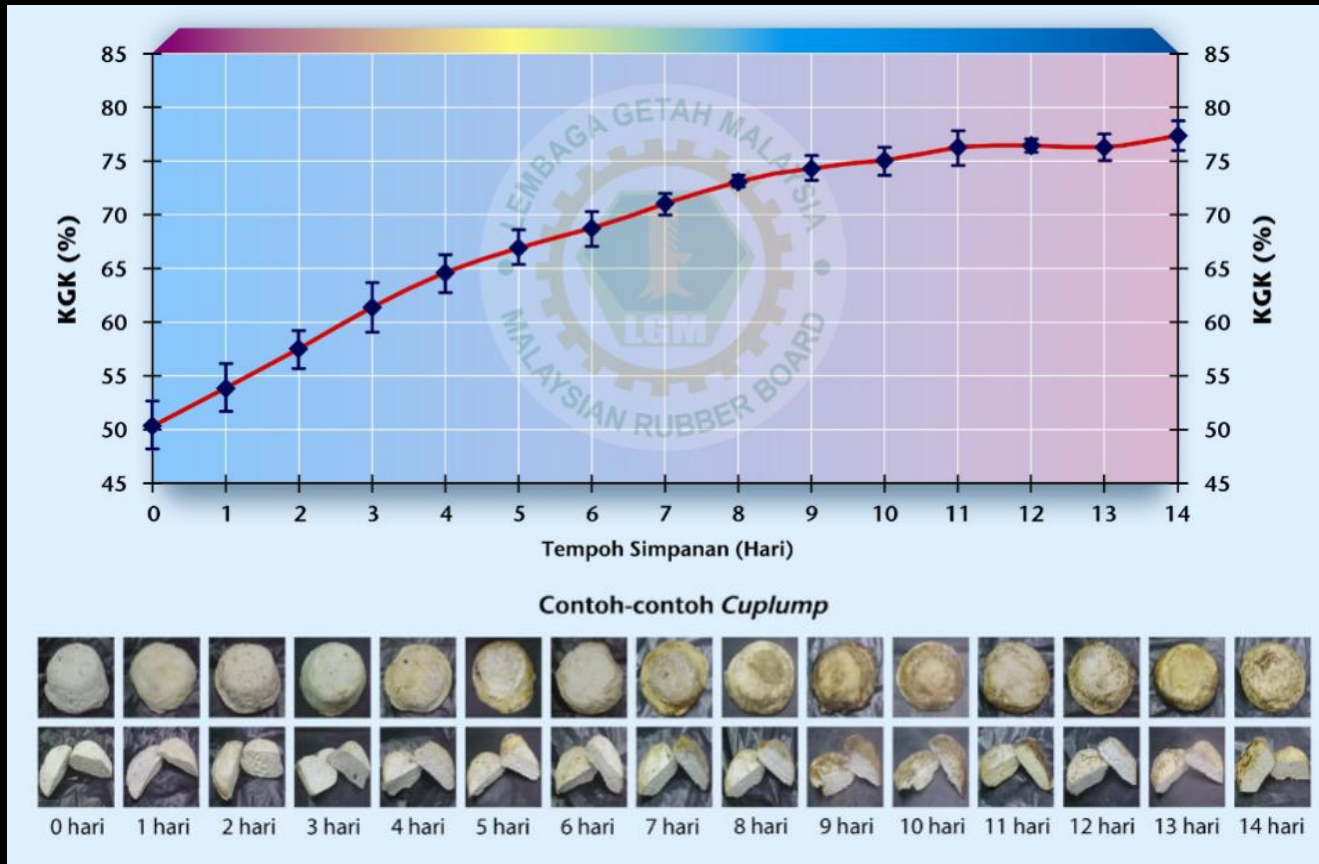 85
80
75
70
65
60
55
50
45
KGK (%)
85
80
75
70
65
60
55
50
45
KGK (%)
LEMBAGA GETAH MALAYSIA
LGM
MALAYSIAN RUBBER BOARD
0 1 2 3 4 5 6 7 8 9 10 11 12 13 14
Tempoh Simpanan (Hari)
Contoh-contoh Cuplump
0 hari 1 hari 2 hari 3 hari 4 hari 5 hari 6 hari 7 hari 8 hari 9 hari 10 hari 11 hari 12 hari 13 hari 14 hari